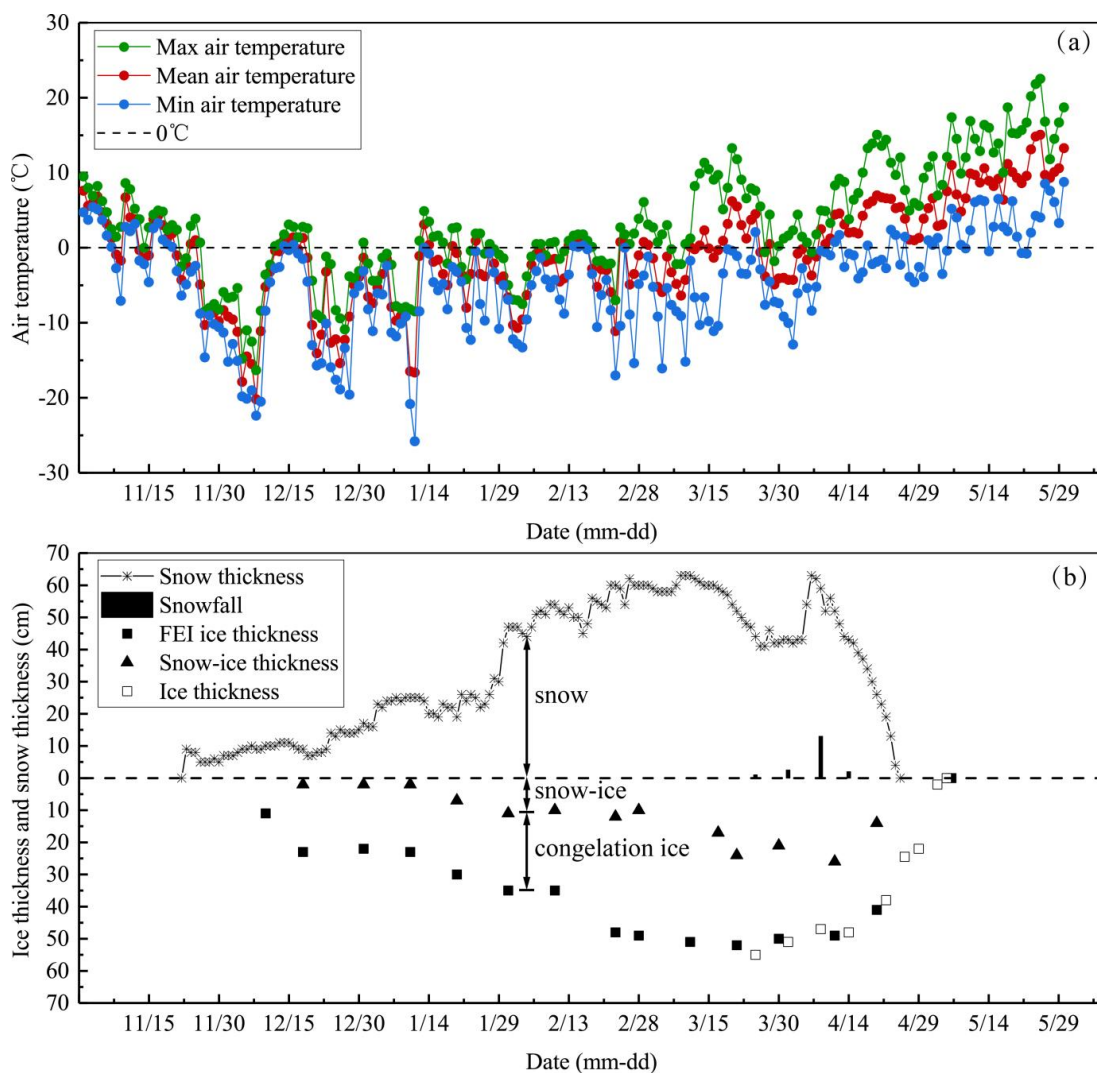 (a)
Max air temperature
Mean air temperature
Min air temperature
0℃
Air temperature (℃)
30
20
10
0
-10
-20
-30
11/15 11/30 12/15 12/30 1/14 1/29 2/13 2/28 3/15 3/30 4/14 4/29 5/14 5/29
Date (mm-dd)
(b)
Snow thickness
Snowfall
FEI ice thickness
Snow-ice thickness
Ice thickness
Ice thickness and snow thickness (cm)
70
60
50
40
30
20
10
0
10
20
30
40
50
60
70
snow
snow-ice
congelation ice
11/15 11/30 12/15 12/30 1/14 1/29 2/13 2/28 3/15 3/30 4/14 4/29 5/14 5/29
Date (mm-dd)